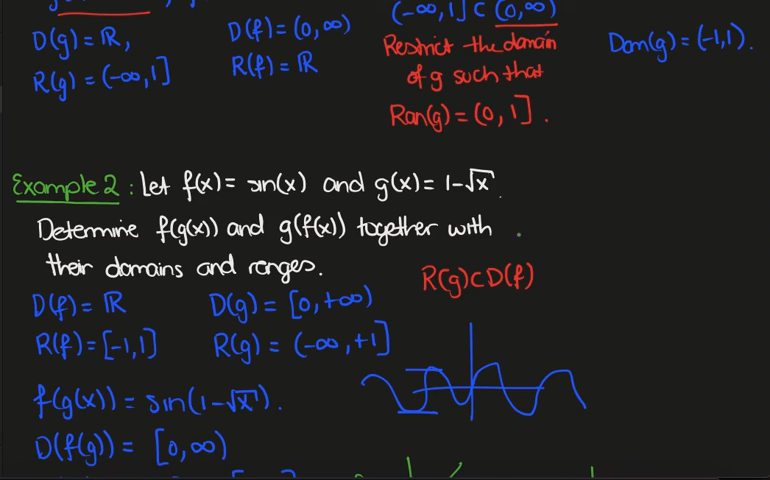 (-∞, 1] ⊂ (0, ∞)
D(g) = ℝ,
R(g) = (-∞, 1]
D(f) = (0, ∞)
R(f) = ℝ
Restrict the domain
of g such that
Ran(g) = (0, 1].
Dom(g) = (-1, 1).
Example 2: Let f(x) = sin(x) and g(x) = 1-√x.
Determine f(g(x)) and g(f(x)) together with
their domains and ranges.
R(g) ⊂ D(f)
D(f) = ℝ
D(g) = [0, +∞)
R(f) = [-1, 1]
R(g) = (-∞, +1]
f(g(x)) = sin(1-√x).
D(f(g)) = [0, ∞)